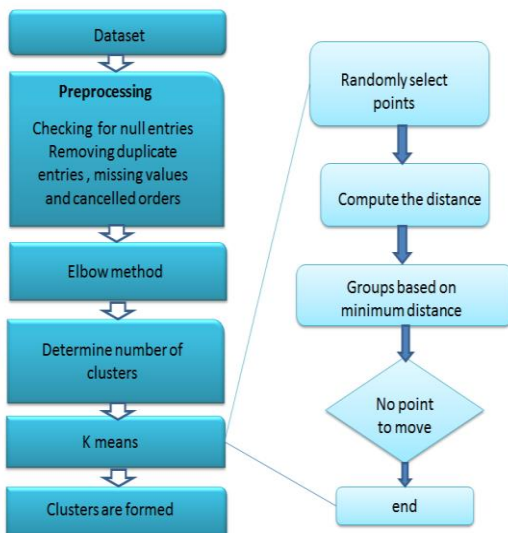 Dataset
Preprocessing
Checking for null entries
Removing duplicate
entries , missing values
and cancelled orders
Elbow method
Determine number of
clusters
K means
Clusters are formed
Randomly select
points
Compute the distance
Groups based on
minimum distance
No point
to move
end